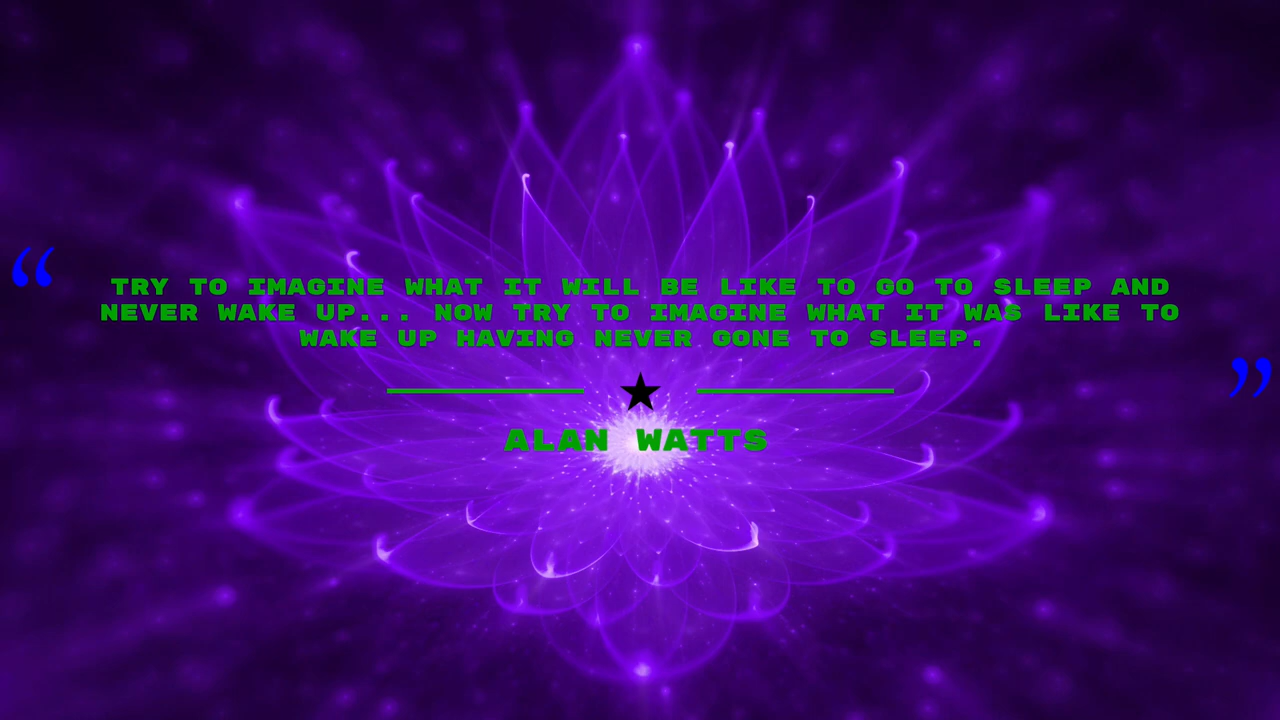 “
TRY TO IMAGINE WHAT IT WILL BE LIKE TO GO TO SLEEP AND
NEVER WAKE UP... NOW TRY TO IMAGINE WHAT IT WAS LIKE TO
WAKE UP HAVING NEVER GONE TO SLEEP.
”
ALAN WATTS